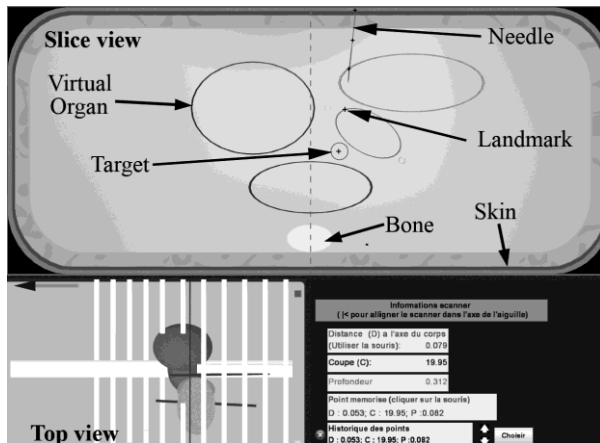 Slice view
Needle
Virtual
Organ
Landmark
Target
Bone
Skin
Top view
Informations scanner
( |< pour alligner le scanner dans l'axe de l'aiguille)
Distance (D) a l'axe du corps
(Utiliser la souris): 0.079
Coupe (C): 19.95
Profondeur 0.312
Point memorise (cliquer sur la souris)
D : 0.053; C : 19.95; P :0.082
Historique des points
D : 0.053; C : 19.95; P :0.082
Choisir